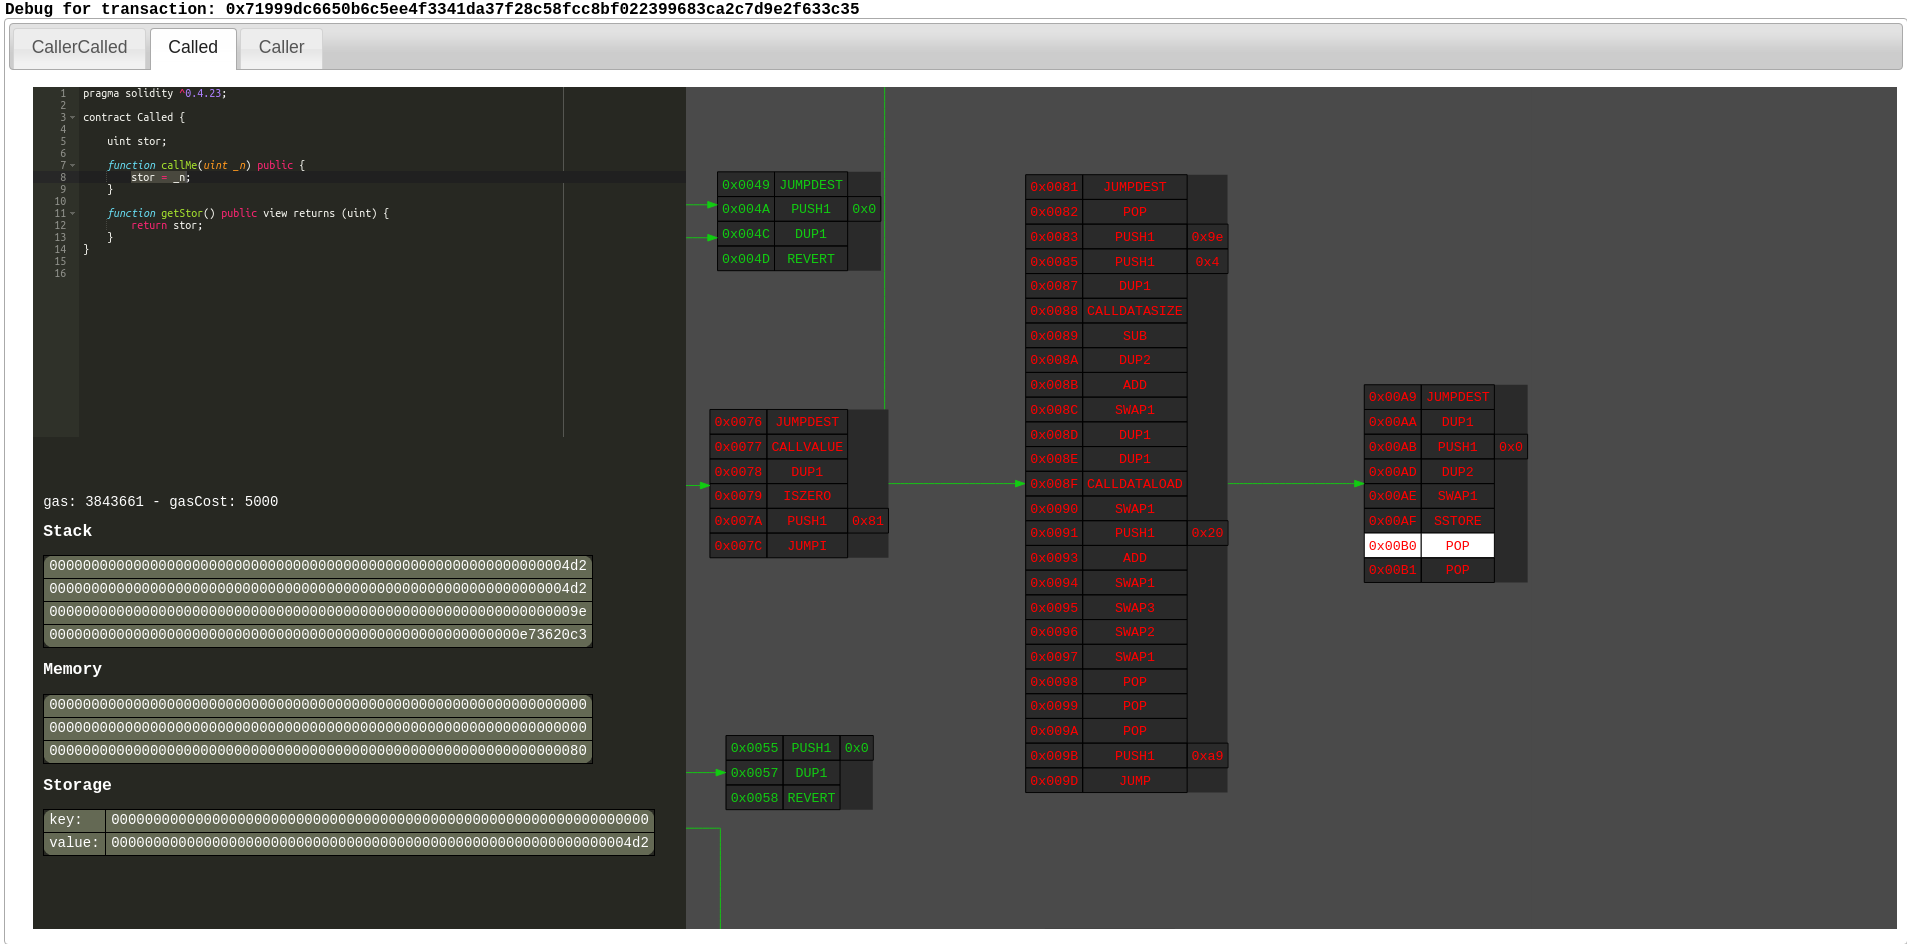 Debug for transaction: 0x71999dc6650b6c5ee4f3341da37f28c58fcc8bf022399683ca2c7d9e2f633c35
CallerCalled
Called
Caller
1 pragma solidity ^0.4.23;
2
3 contract Called {
4
5 uint stor;
6
7 function callMe(uint _n) public {
8 stor = _n;
9 }
10
11 function getStor() public view returns (uint) {
12 return stor;
13 }
14 }
15
16
gas: 3843661 - gasCost: 5000
Stack
00000000000000000000000000000000000000000000000000000000000004d2
00000000000000000000000000000000000000000000000000000000000004d2
000000000000000000000000000000000000000000000000000000000000009e
00000000000000000000000000000000000000000000000000000000e73620c3
Memory
0000000000000000000000000000000000000000000000000000000000000000
0000000000000000000000000000000000000000000000000000000000000000
0000000000000000000000000000000000000000000000000000000000000080
Storage
key: 0000000000000000000000000000000000000000000000000000000000000000
value: 00000000000000000000000000000000000000000000000000000000000004d2
0x0049 JUMPDEST
0x004A PUSH1 0x0
0x004C DUP1
0x004D REVERT
0x0076 JUMPDEST
0x0077 CALLVALUE
0x0078 DUP1
0x0079 ISZERO
0x007A PUSH1 0x81
0x007C JUMPI
0x0055 PUSH1 0x0
0x0057 DUP1
0x0058 REVERT
0x0081 JUMPDEST
0x0082 POP
0x0083 PUSH1 0x9e
0x0085 PUSH1 0x4
0x0087 DUP1
0x0088 CALLDATASIZE
0x0089 SUB
0x008A DUP2
0x008B ADD
0x008C SWAP1
0x008D DUP1
0x008E DUP1
0x008F CALLDATALOAD
0x0090 SWAP1
0x0091 PUSH1 0x20
0x0093 ADD
0x0094 SWAP1
0x0095 SWAP3
0x0096 SWAP2
0x0097 SWAP1
0x0098 POP
0x0099 POP
0x009A POP
0x009B PUSH1 0xa9
0x009D JUMP
0x00A9 JUMPDEST
0x00AA DUP1
0x00AB PUSH1 0x0
0x00AD DUP2
0x00AE SWAP1
0x00AF SSTORE
0x00B0 POP
0x00B1 POP